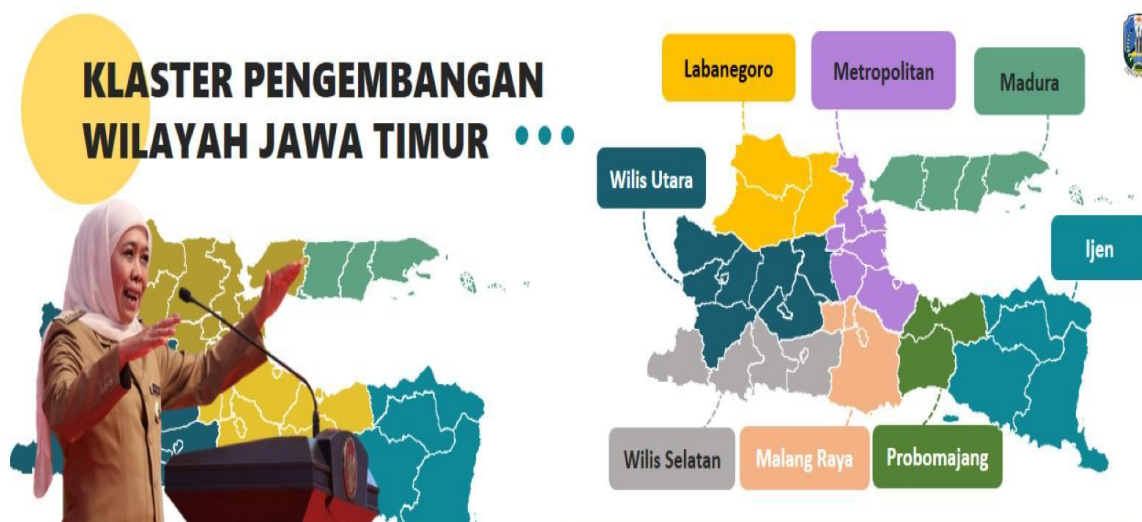 KLASTER PENGEMBANGAN
WILAYAH JAWA TIMUR
Labanegoro
Metropolitan
Madura
Wilis Utara
Ijen
Wilis Selatan
Malang Raya
Probomajang